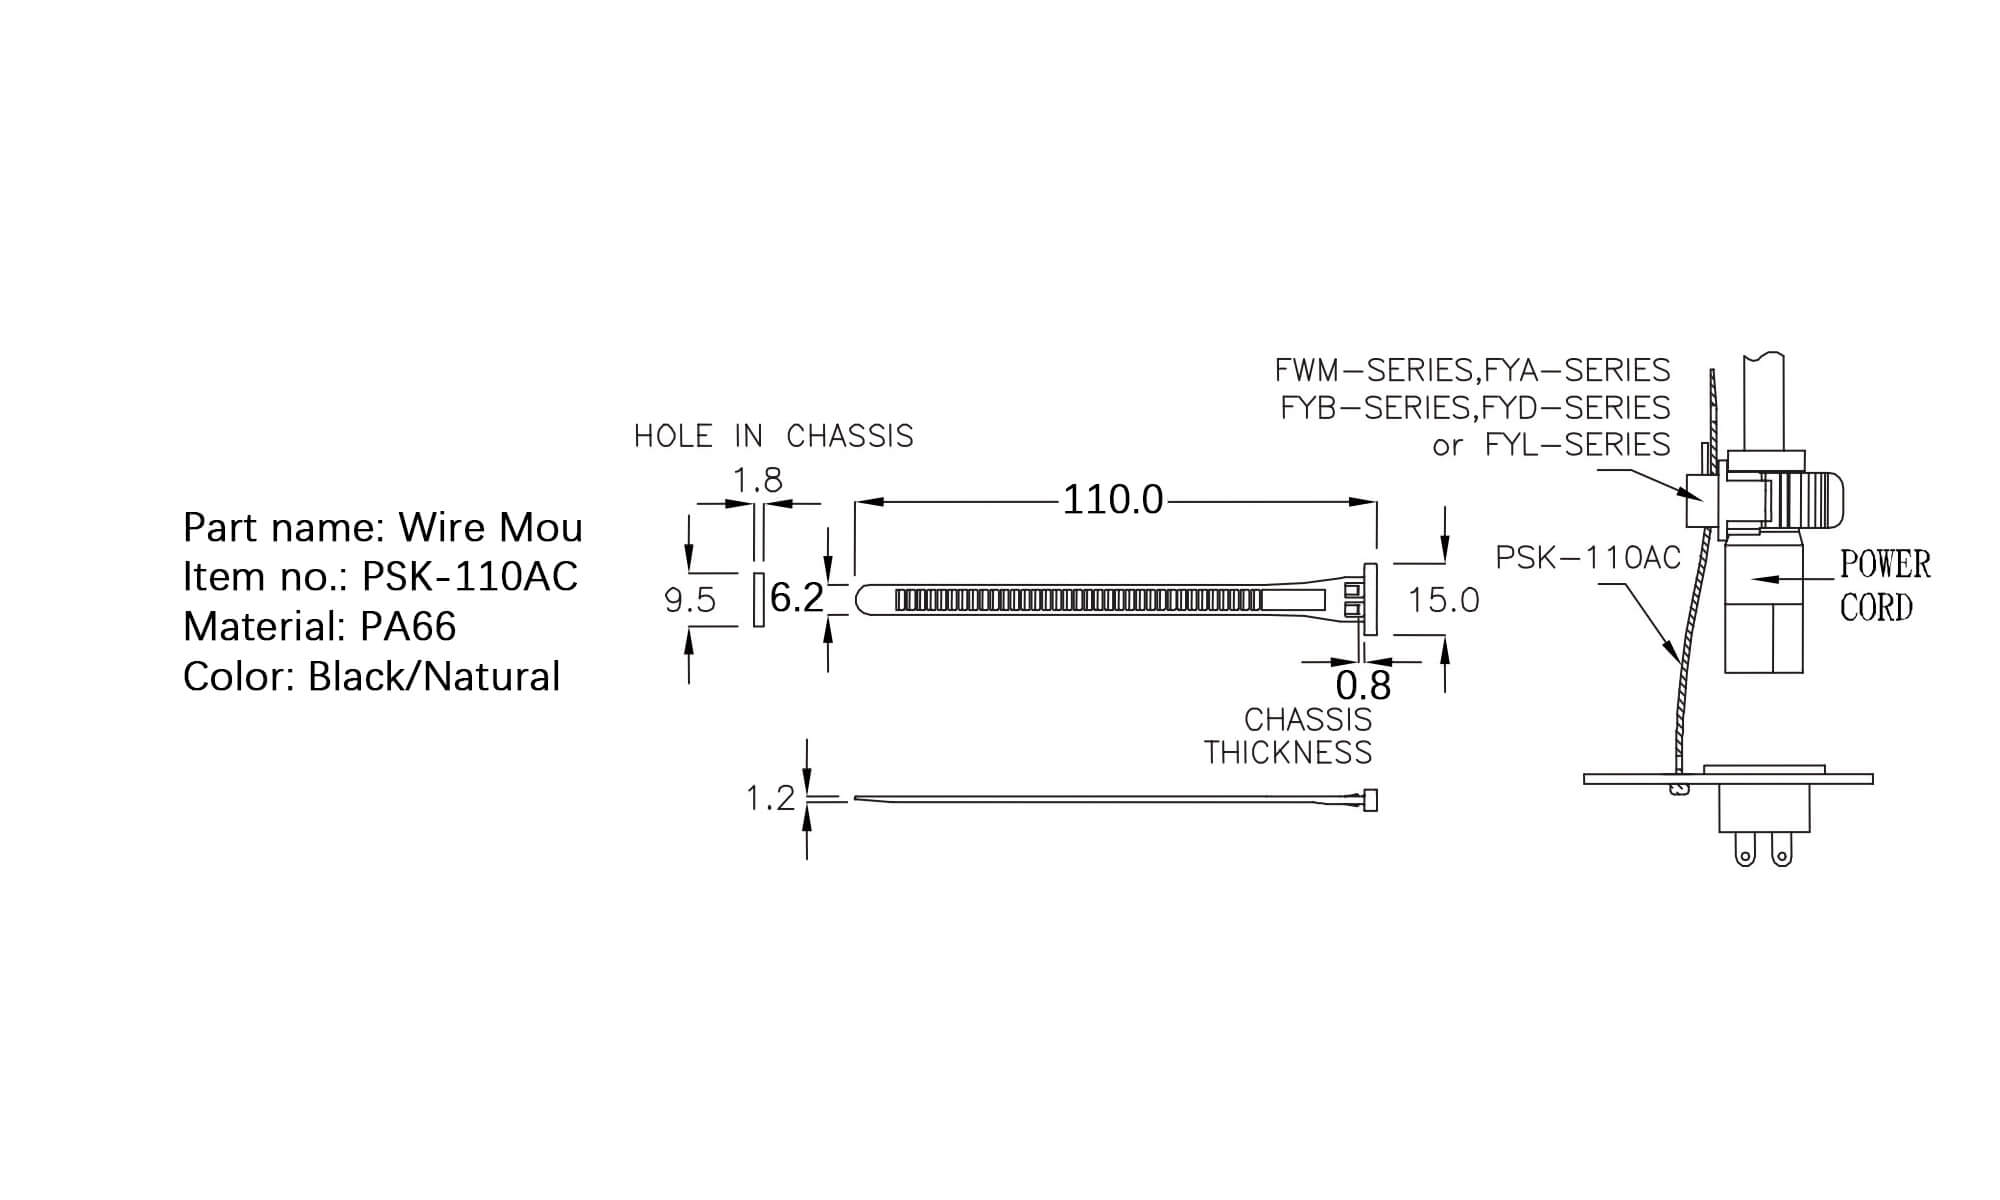 Part name: Wire Mou
Item no.: PSK-110AC
Material: PA66
Color: Black/Natural
HOLE IN CHASSIS
1.8
9.5
6.2
110.0
15.0
0.8
CHASSIS
THICKNESS
1.2
FWM-SERIES,FYA-SERIES
FYB-SERIES,FYD-SERIES
or FYL-SERIES
PSK-110AC
POWER
CORD